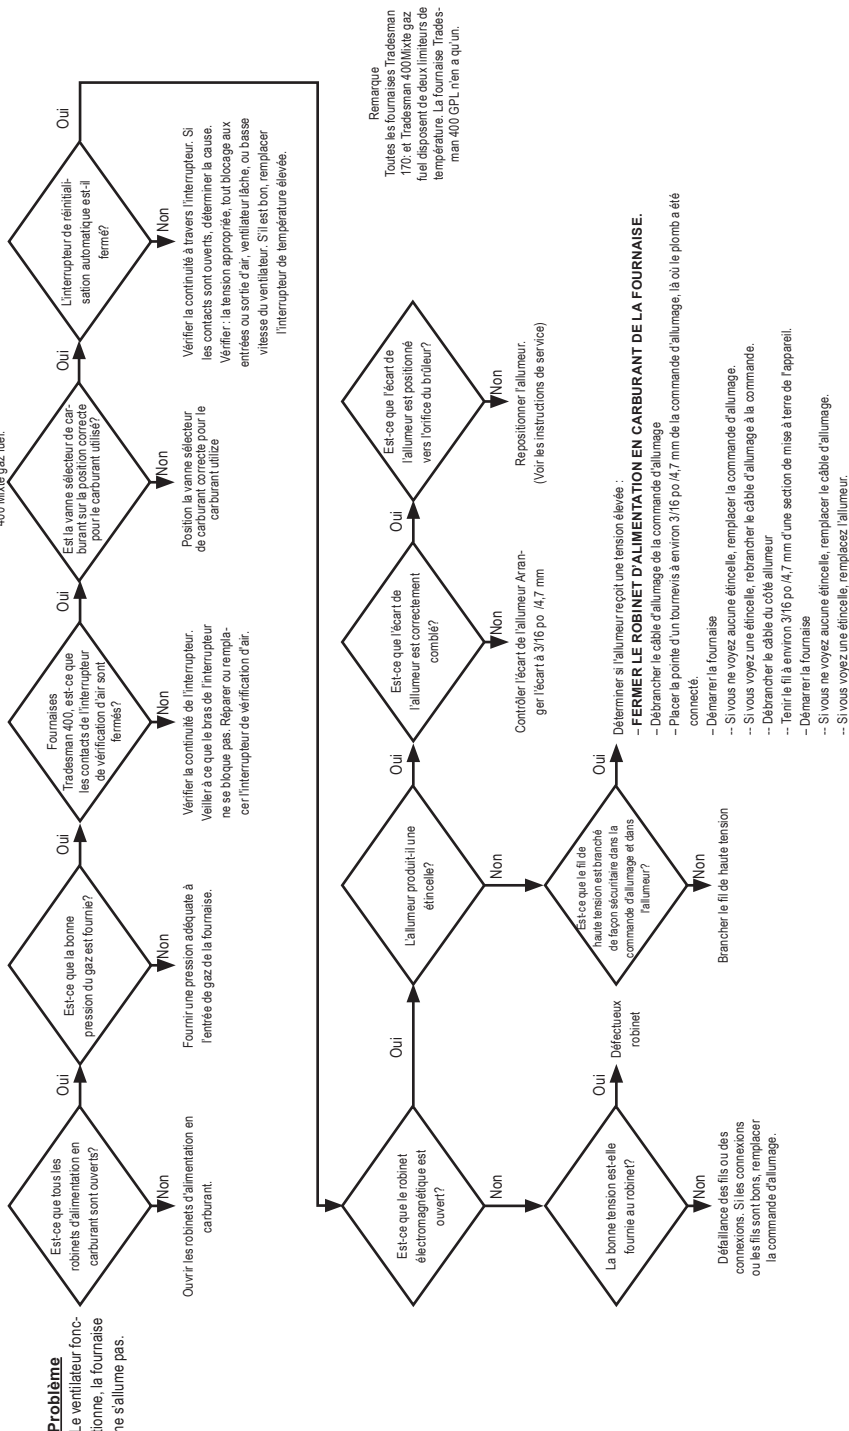 Problème
Le ventilateur fonc-
tionne, la fournaise
ne s'allume pas.
Est-ce que tous les
robinets d'alimentation en
carburant sont ouverts?
Oui
Non
Ouvrir les robinets d'alimentation en
carburant.
Est-ce que la bonne
pression du gaz est fournie?
Oui
Non
Fournir une pression adéquate à
l'entrée de gaz de la fournaise.
Fournaises
Tradesman 400, est-ce que
les contacts de l'interrupteur
de vérification d'air sont
fermés?
Oui
Non
Vérifier la continuité de l'interrupteur.
Veiller à ce que le bras de l'interrupteur
ne se bloque pas. Réparer ou rempla-
cer l'interrupteur de vérification d'air.
400 Mixte gaz fuel.
Est la vanne sélecteur de car-
burant sur la position correcte
pour le carburant utilisé?
Oui
Non
Position la vanne sélecteur
de carburant correcte pour le
carburant utilize
L'interrupteur de réinitiali-
sation automatique est-il
fermé?
Oui
Non
Vérifier la continuité à travers l'interrupteur. Si
les contacts sont ouverts, déterminer la cause.
Vérifier : la tension appropriée, tout blocage aux
entrées ou sortie d'air, ventilateur lâche, ou basse
vitesse du ventilateur. S'il est bon, remplacer
l'interrupteur de température élevée.
Est-ce que le robinet
électromagnétique est
ouvert?
Oui
Non
La bonne tension est-elle
fournie au robinet?
Oui
Défectueux
robinet
Non
Défaillance des fils ou des
connexions. Si les connexions
ou les fils sont bons, remplacer
la commande d'allumage.
L'allumeur produit-il une
étincelle?
Oui
Non
Est-ce que le fil de
haute tension est branché
de façon sécuritaire dans la
commande d'allumage et dans
l'allumeur?
Oui
Non
Brancher le fil de haute tension
Déterminer si l'allumeur reçoit une tension élevée :
– FERMER LE ROBINET D'ALIMENTATION EN CARBURANT DE LA FOURNAISE.
– Débrancher le câble d'allumage de la commande d'allumage
– Placer la pointe d'un tournevis à environ 3/16 po /4,7 mm de la commande d'allumage, là où le plomb a été
connecté.
– Démarrer la fournaise
-- Si vous ne voyez aucune étincelle, remplacer la commande d'allumage.
-- Si vous voyez une étincelle, rebrancher le câble d'allumage à la commande.
-- Débrancher le câble du côté allumeur
-- Tenir le fil à environ 3/16 po /4,7 mm d'une section de mise à terre de l'appareil.
– Démarrer la fournaise
-- Si vous ne voyez aucune étincelle, remplacer le câble d'allumage.
-- Si vous voyez une étincelle, remplacez l'allumeur.
Est-ce que l'écart de
l'allumeur est correctement
comblé?
Oui
Non
Contrôler l'écart de l'allumeur Arran-
ger l'écart à 3/16 po /4,7 mm
Est-ce que l'écart de
l'allumeur est positionné
vers l'orifice du brûleur?
Non
Repositionner l'allumeur.
(Voir les instructions de service)
Remarque
Toutes les fournaises Tradesman
170: et Tradesman 400Mixte gaz
fuel disposent de deux limiteurs de
température. La fournaise Trades-
man 400 GPL n'en a qu'un.